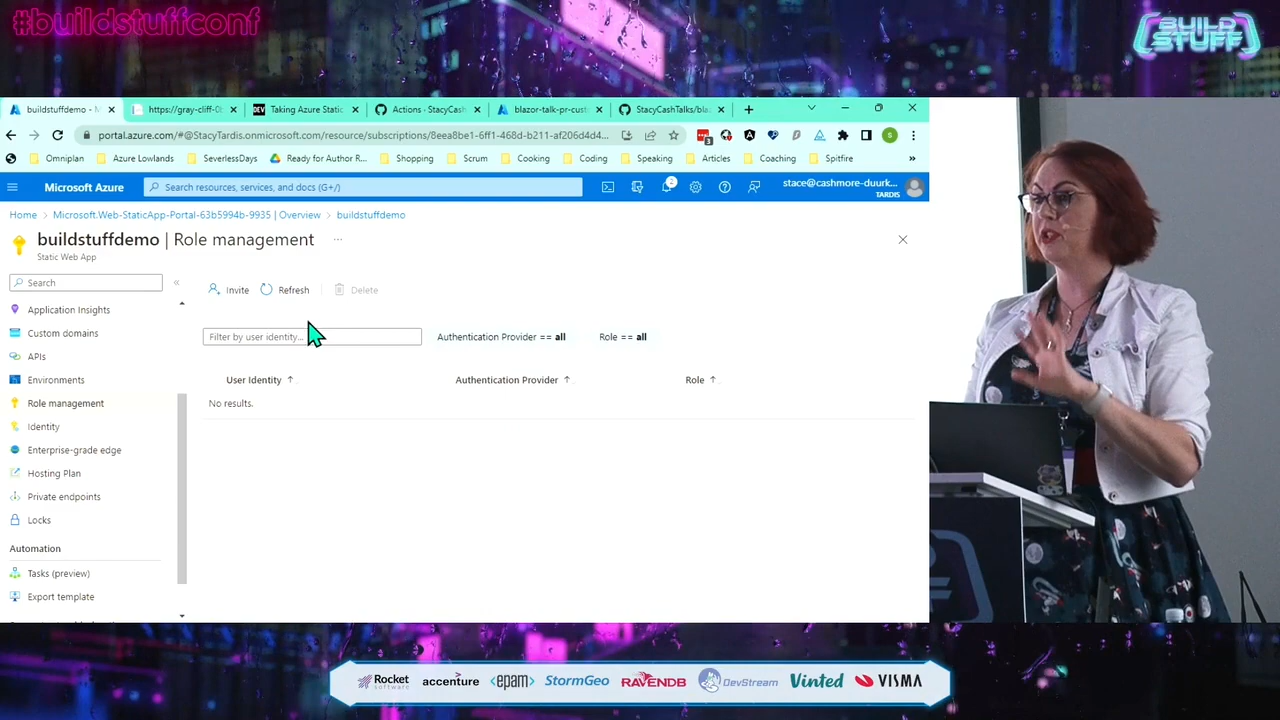 #buildstuffconf
BUILD
STUFF
buildstuffdemo - M
https://gray-cliff-0
Taking Azure Static
Actions · StacyCash
blazor-talk-pr-cust
StacyCashTalks/bla
portal.azure.com/#@StacyTardis.onmicrosoft.com/resource/subscriptions/8eea8be1-6ff1-468d-b211-af206d4d4...
3
S
Omniplan
Azure Lowlands
SeverlessDays
Ready for Author R...
Shopping
Scrum
Cooking
Coding
Speaking
Articles
Coaching
Spitfire
»
Microsoft Azure
Search resources, services, and docs (G+/)
2
stace@cashmore-duurk...
TARDIS
Home > Microsoft.Web-StaticApp-Portal-63b5994b-9935 | Overview > buildstuffdemo
buildstuffdemo | Role management ...
Static Web App
Search
«
Application Insights
Custom domains
APIs
Environments
Role management
Identity
Enterprise-grade edge
Hosting Plan
Private endpoints
Locks
Automation
Tasks (preview)
Export template
Invite
Refresh
Delete
Filter by user identity...
Authentication Provider == all
Role == all
User Identity ↑
Authentication Provider ↑
Role ↑
No results.
Rocket
software
accenture
<epam>
StormGeo
RAVENDB
DevStream
Vinted
VISMA